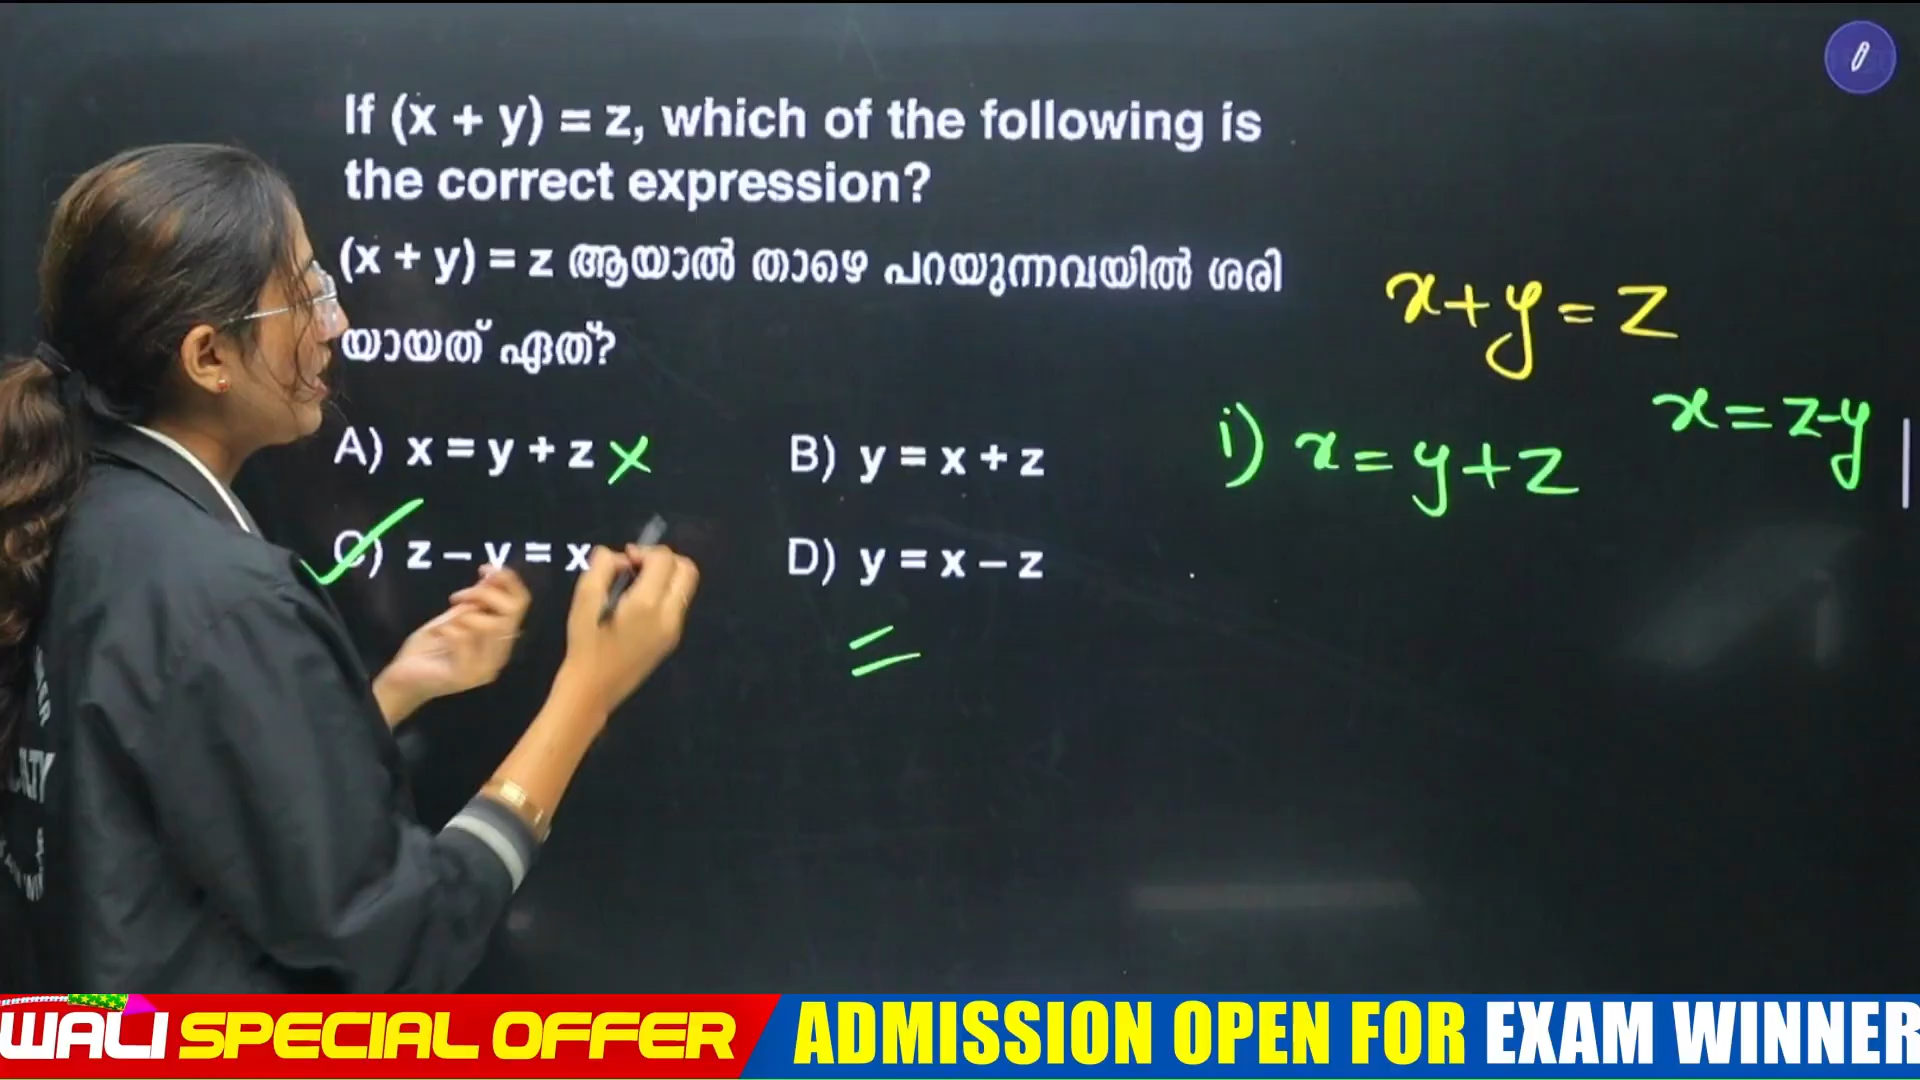 If (x + y) = z, which of the following is
the correct expression?
(x + y) = z ആയാൽ താഴെ പറയുന്നവയിൽ ശരി
യായത് ഏത്?
A) x = y + z X
B) y = x + z
C) z – y = x
D) y = x – z
x+y=z
i) x=y+z
x=z-y
WALI SPECIAL OFFER
ADMISSION OPEN FOR EXAM WINNER